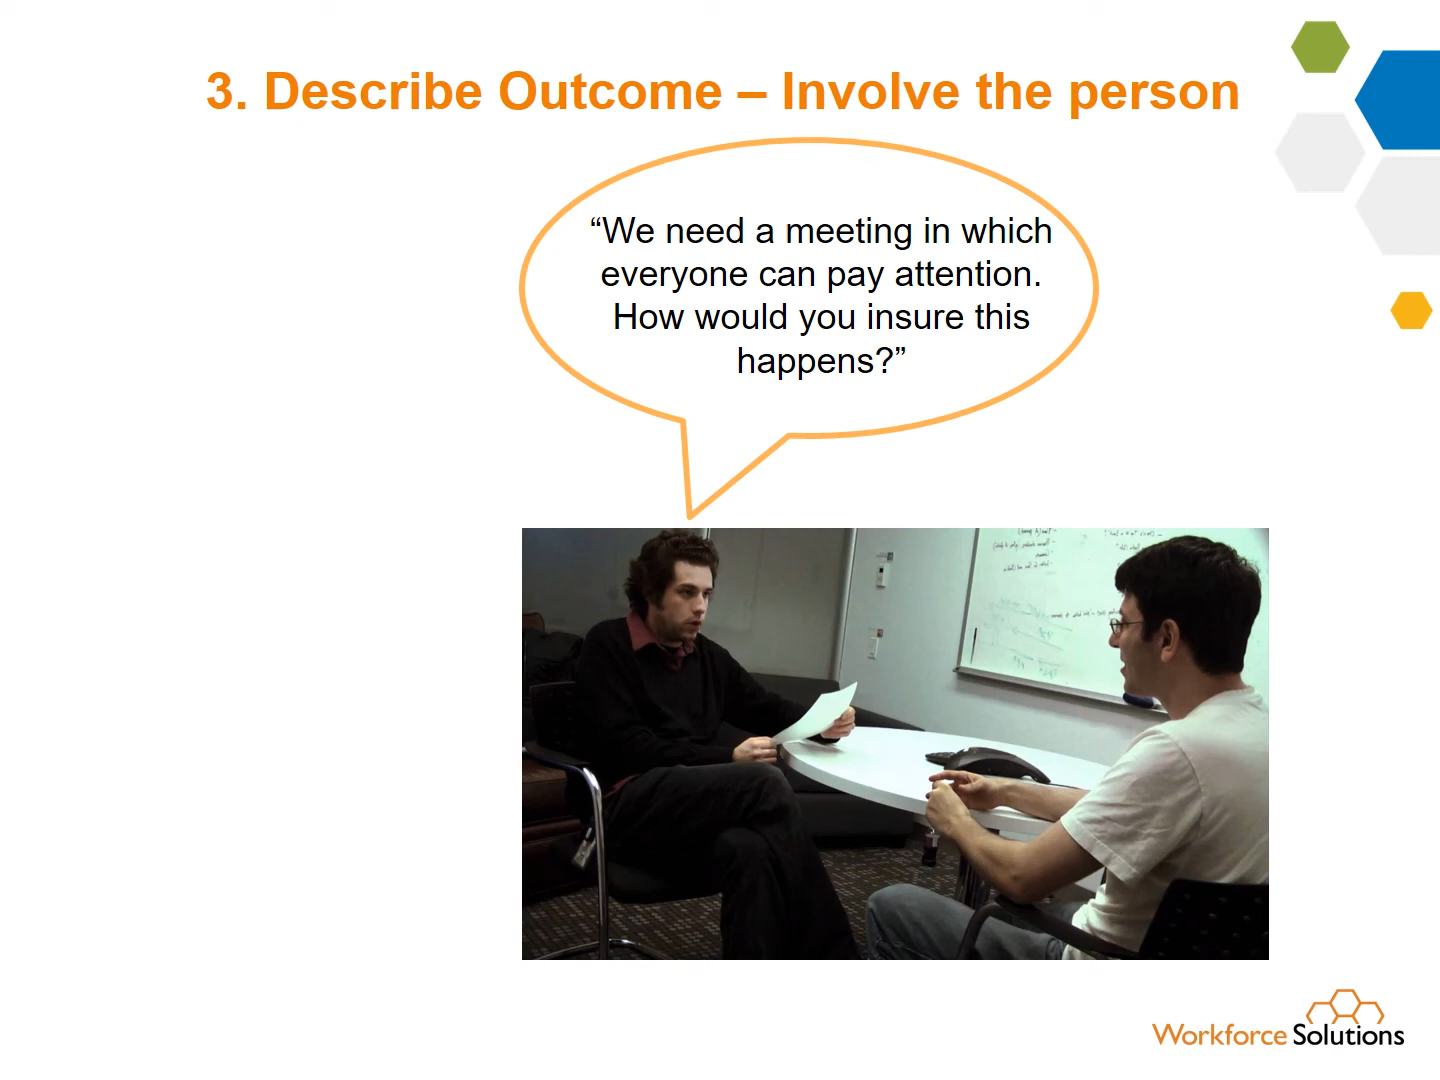 3. Describe Outcome – Involve the person
“We need a meeting in which
everyone can pay attention.
How would you insure this
happens?”
Workforce Solutions